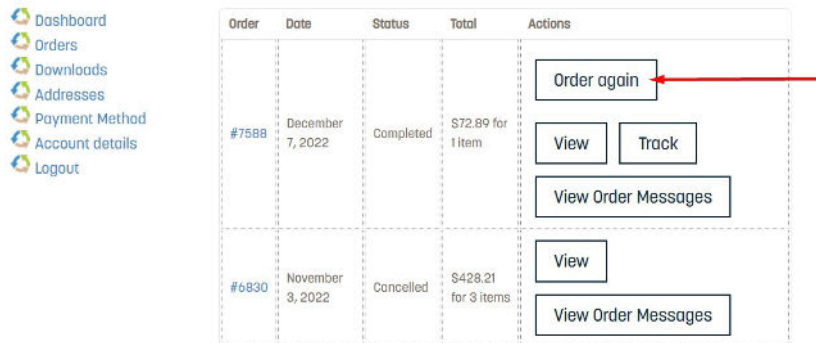 Dashboard
Orders
Downloads
Addresses
Payment Method
Account details
Logout
Order Date Status Total Actions
#7588
December
7, 2022
Completed
$72.89 for
1 item
Order again
View Track
View Order Messages
#6830
November
3, 2022
Cancelled
$428.21
for 3 items
View
View Order Messages